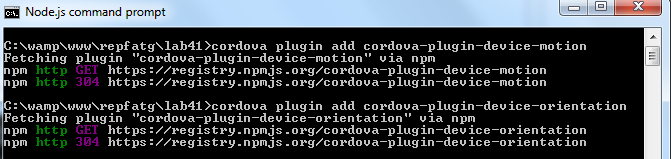 Node.js command prompt
C:\wamp\www\repfatg\lab41>cordova plugin add cordova-plugin-device-motion
Fetching plugin "cordova-plugin-device-motion" via npm
npm http GET https://registry.npmjs.org/cordova-plugin-device-motion
npm http 304 https://registry.npmjs.org/cordova-plugin-device-motion
C:\wamp\www\repfatg\lab41>cordova plugin add cordova-plugin-device-orientation
Fetching plugin "cordova-plugin-device-orientation" via npm
npm http GET https://registry.npmjs.org/cordova-plugin-device-orientation
npm http 304 https://registry.npmjs.org/cordova-plugin-device-orientation